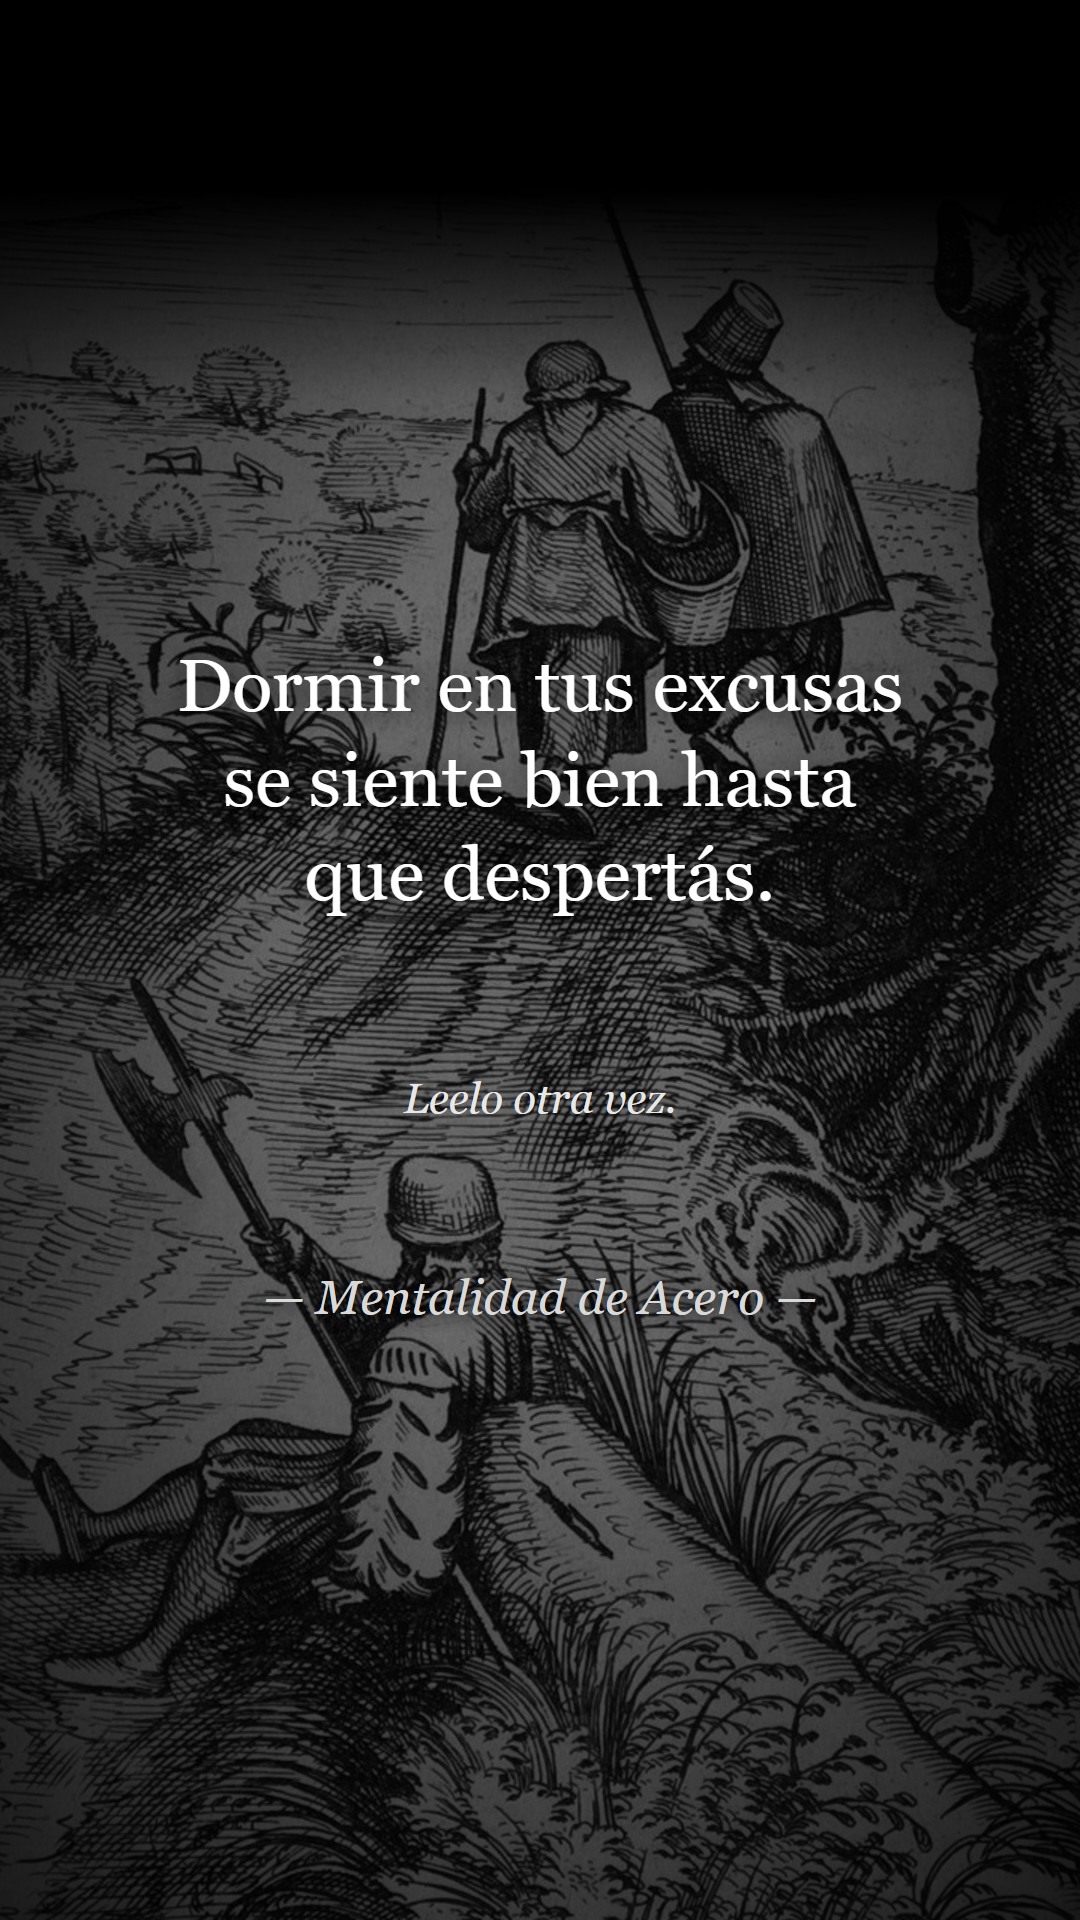 Dormir en tus excusas
se siente bien hasta
que despertás.
Leelo otra vez.
— Mentalidad de Acero —